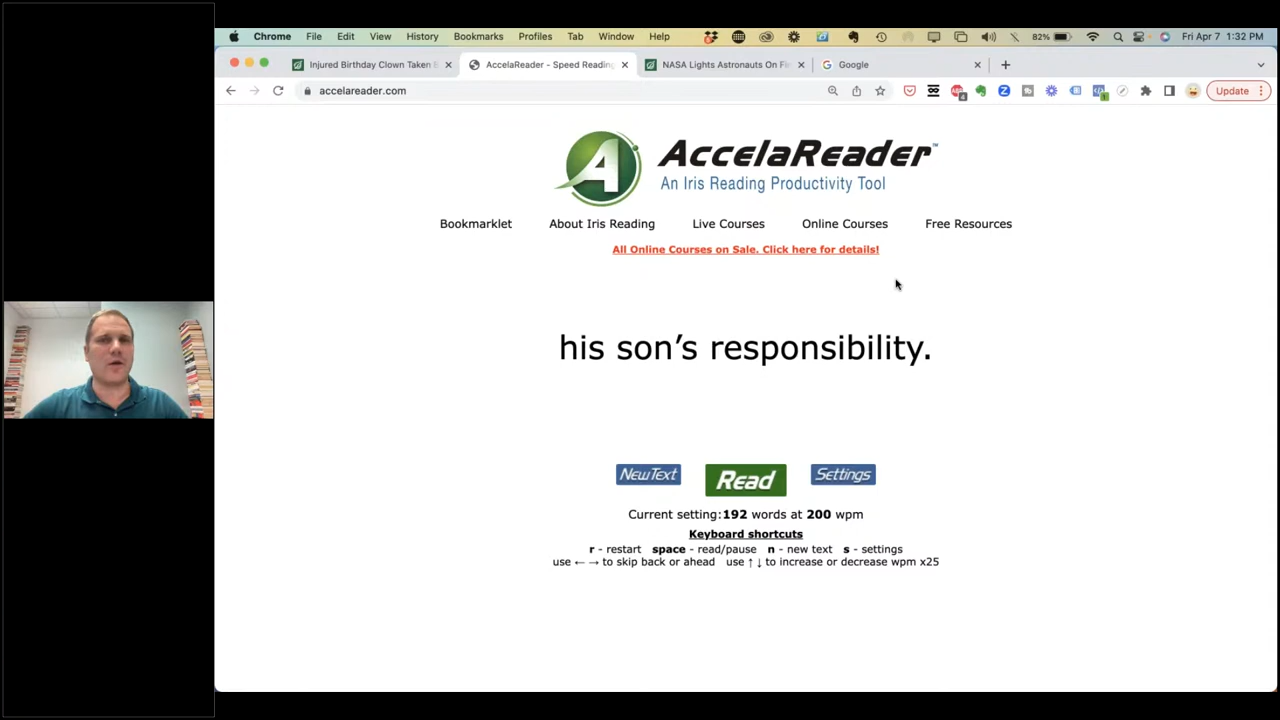 Chrome File Edit View History Bookmarks Profiles Tab Window Help 82% Fri Apr 7 1:32 PM
Injured Birthday Clown Taken B AccelaReader - Speed Reading NASA Lights Astronauts On Fi Google
accelareader.com Update
AccelaReader™
An Iris Reading Productivity Tool
Bookmarklet About Iris Reading Live Courses Online Courses Free Resources
All Online Courses on Sale. Click here for details!
his son’s responsibility.
NewText Read Settings
Current setting:192 words at 200 wpm
Keyboard shortcuts
r - restart space - read/pause n - new text s - settings
use ← → to skip back or ahead use ↑ ↓ to increase or decrease wpm x25